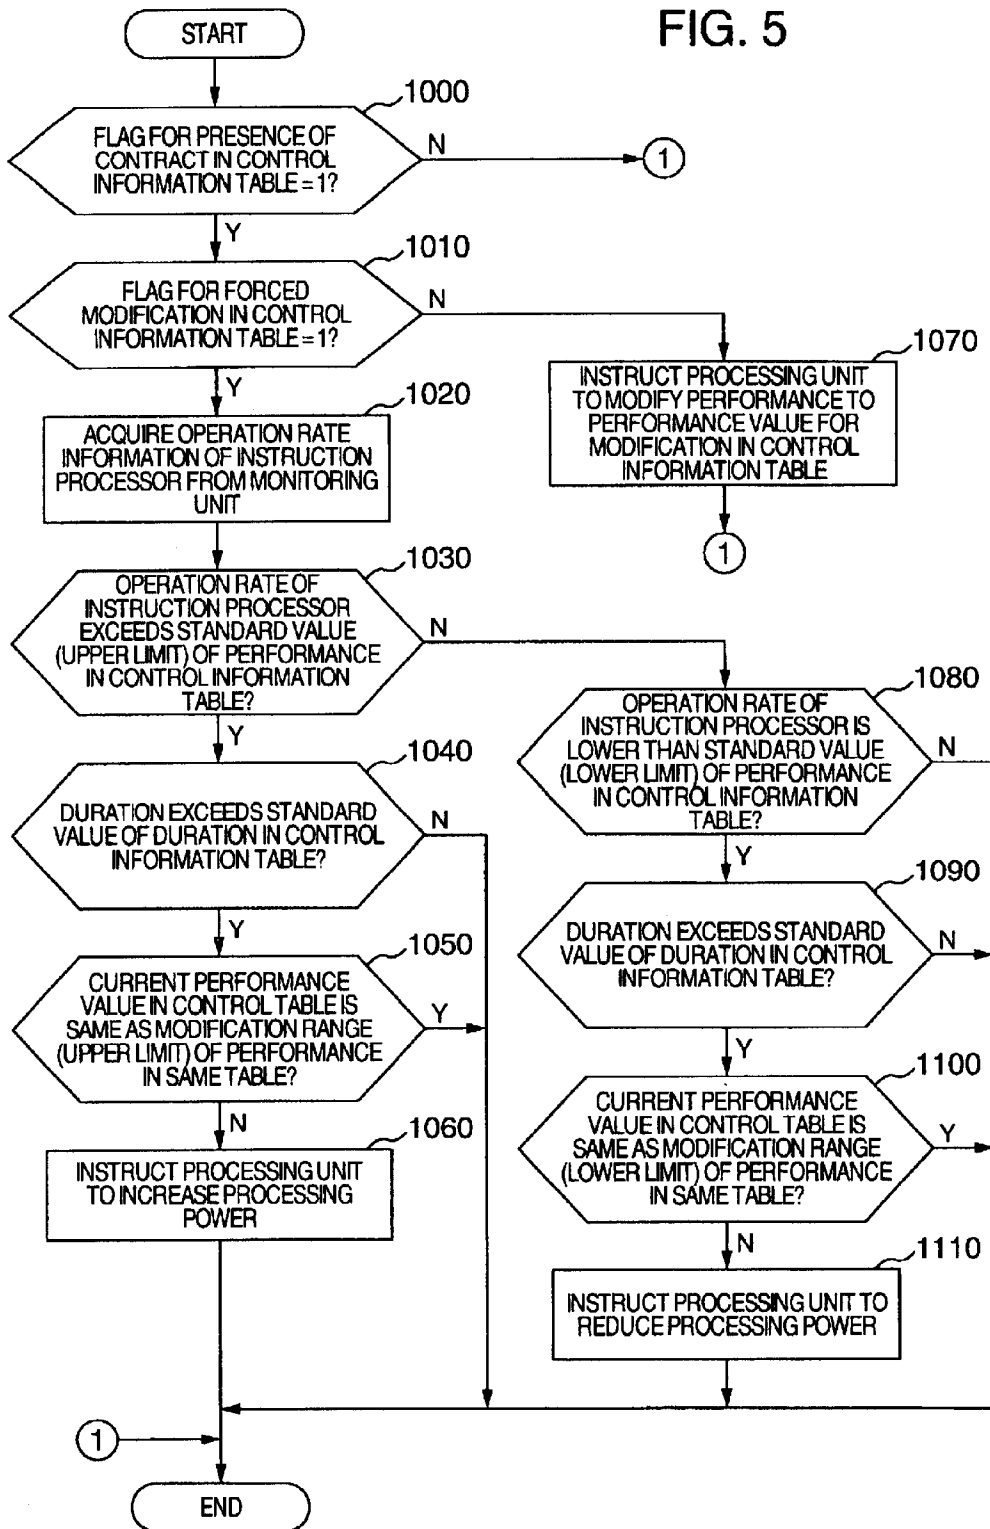 FIG. 5
START
1000
FLAG FOR PRESENCE OF
CONTRACT IN CONTROL
INFORMATION TABLE = 1?
N
1
Y
1010
FLAG FOR FORCED
MODIFICATION IN CONTROL
INFORMATION TABLE = 1?
N
Y
1070
INSTRUCT PROCESSING UNIT
TO MODIFY PERFORMANCE TO
PERFORMANCE VALUE FOR
MODIFICATION IN CONTROL
INFORMATION TABLE
1
1020
ACQUIRE OPERATION RATE
INFORMATION OF INSTRUCTION
PROCESSOR FROM MONITORING
UNIT
1030
OPERATION RATE OF
INSTRUCTION PROCESSOR
EXCEEDS STANDARD VALUE
(UPPER LIMIT) OF PERFORMANCE
IN CONTROL INFORMATION
TABLE?
N
Y
1040
DURATION EXCEEDS STANDARD
VALUE OF DURATION IN CONTROL
INFORMATION TABLE?
N
Y
1050
CURRENT PERFORMANCE
VALUE IN CONTROL TABLE IS
SAME AS MODIFICATION RANGE
(UPPER LIMIT) OF PERFORMANCE
IN SAME TABLE?
Y
N
1060
INSTRUCT PROCESSING UNIT
TO INCREASE PROCESSING
POWER
1080
OPERATION RATE OF
INSTRUCTION PROCESSOR IS
LOWER THAN STANDARD VALUE
(LOWER LIMIT) OF PERFORMANCE
IN CONTROL INFORMATION
TABLE?
N
Y
1090
DURATION EXCEEDS STANDARD
VALUE OF DURATION IN CONTROL
INFORMATION TABLE?
N
Y
1100
CURRENT PERFORMANCE
VALUE IN CONTROL TABLE IS
SAME AS MODIFICATION RANGE
(LOWER LIMIT) OF PERFORMANCE
IN SAME TABLE?
Y
N
1110
INSTRUCT PROCESSING UNIT TO
REDUCE PROCESSING POWER
1
END